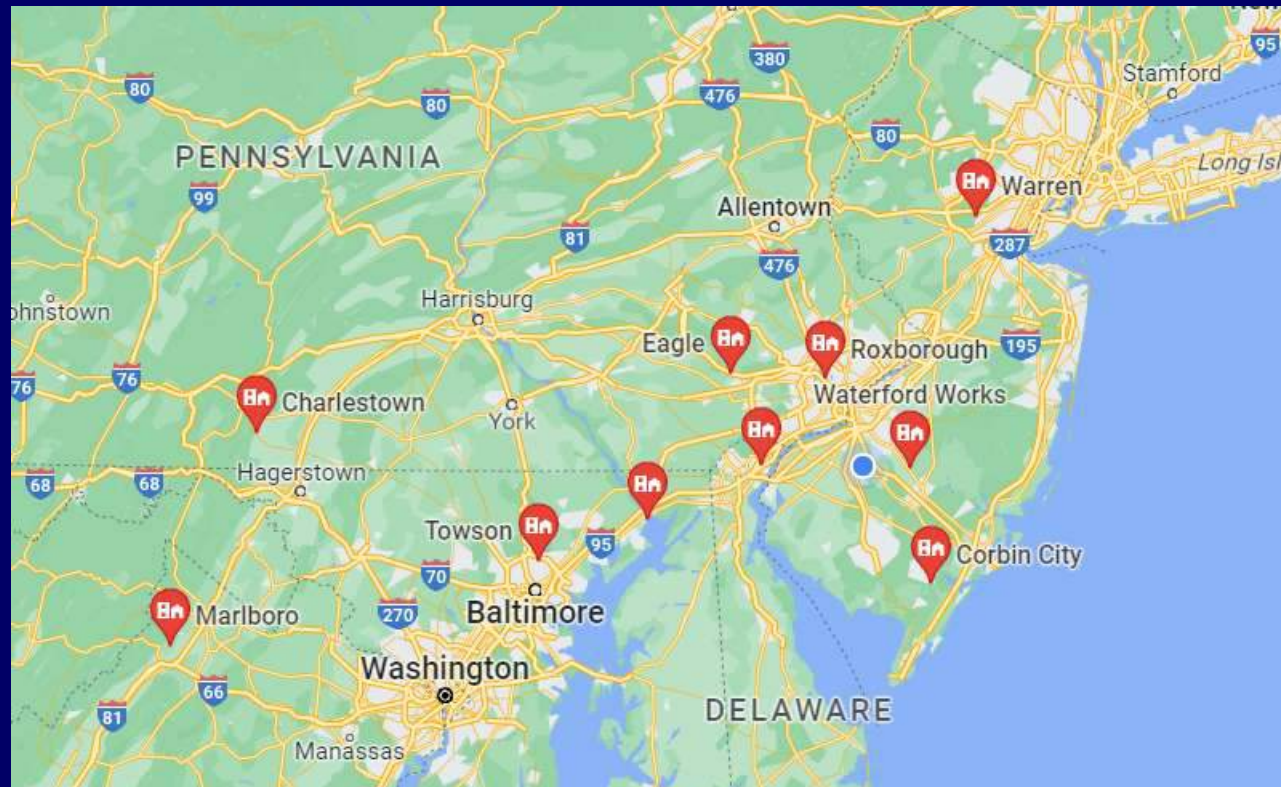 95
380
Stamford
80
476
80
80
PENNSYLVANIA
Long Isl
Warren
99
Allentown
81
287
476
Harrisburg
ohnstown
Eagle
Roxborough
195
76
76
Waterford Works
Charlestown
York
Hagerstown
68
68
Towson
95
Corbin City
70
Baltimore
Marlboro
270
Washington
66
DELAWARE
81
Manassas